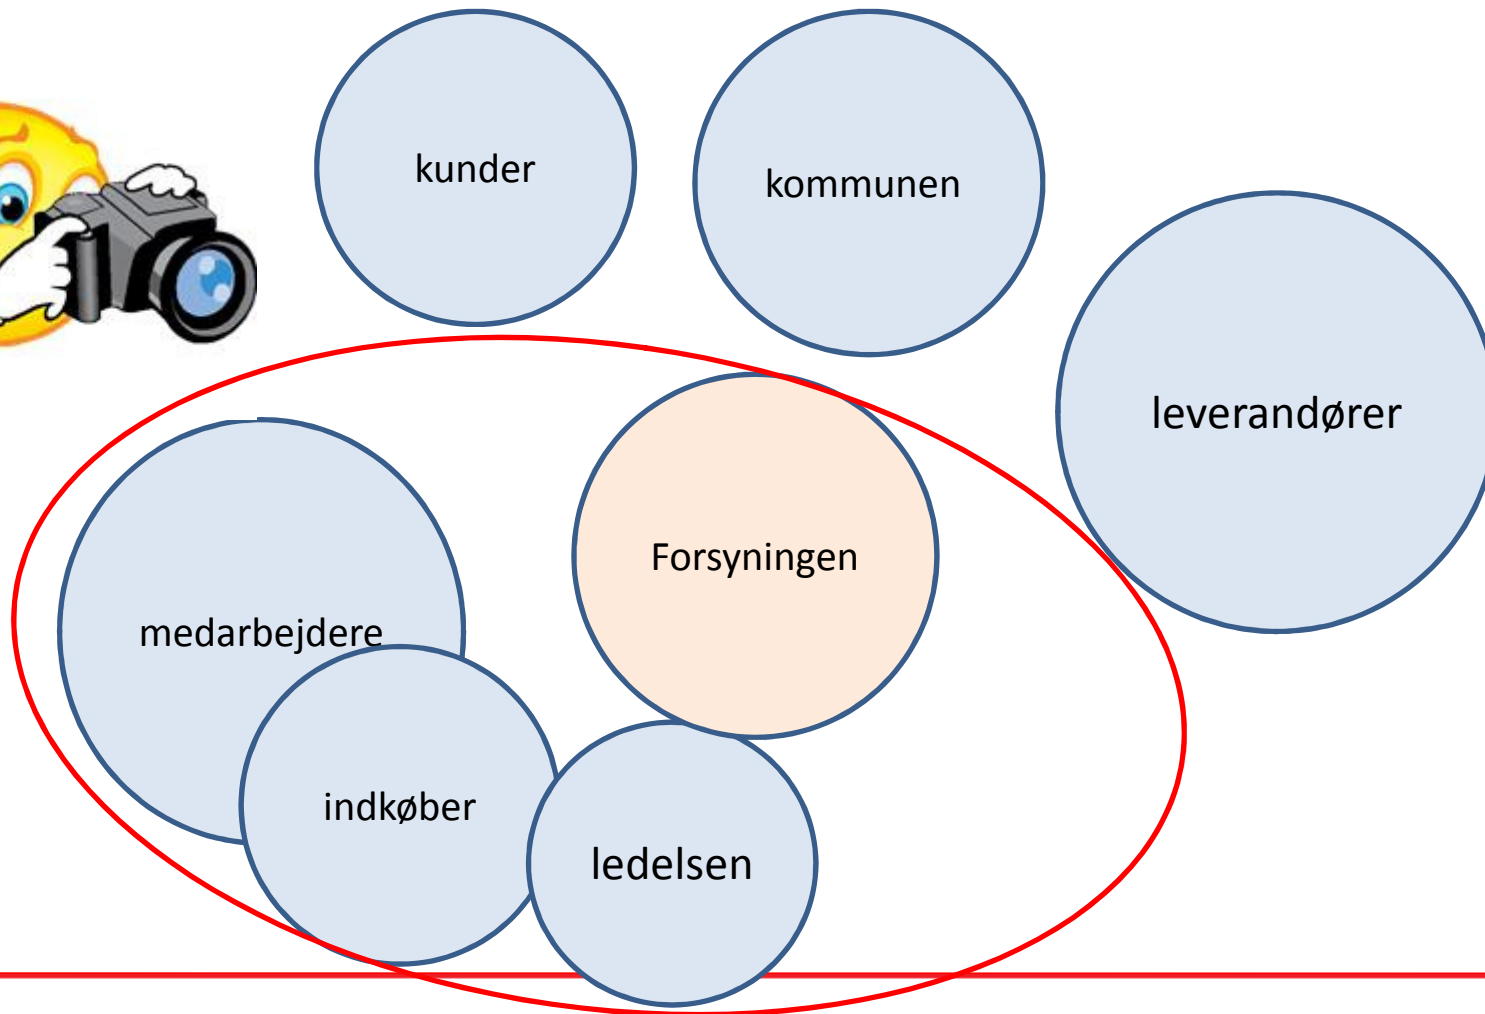 kunder
kommunen
leverandører
Forsyningen
medarbejdere
indkøber
ledelsen